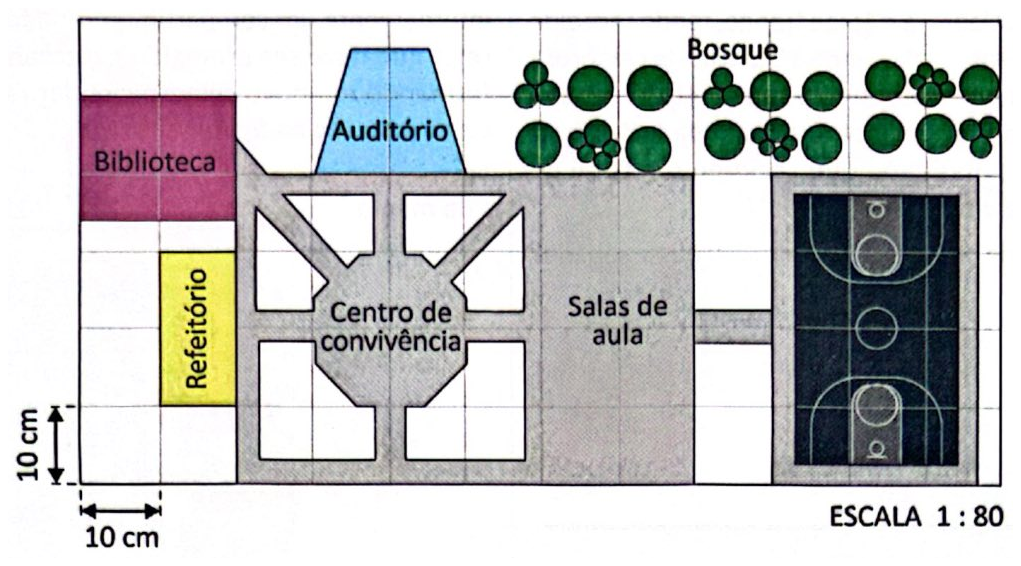 Bosque
Auditório
Biblioteca
Refeitório
Centro de
convivência
Salas de
aula
10 cm
10 cm
ESCALA 1 : 80